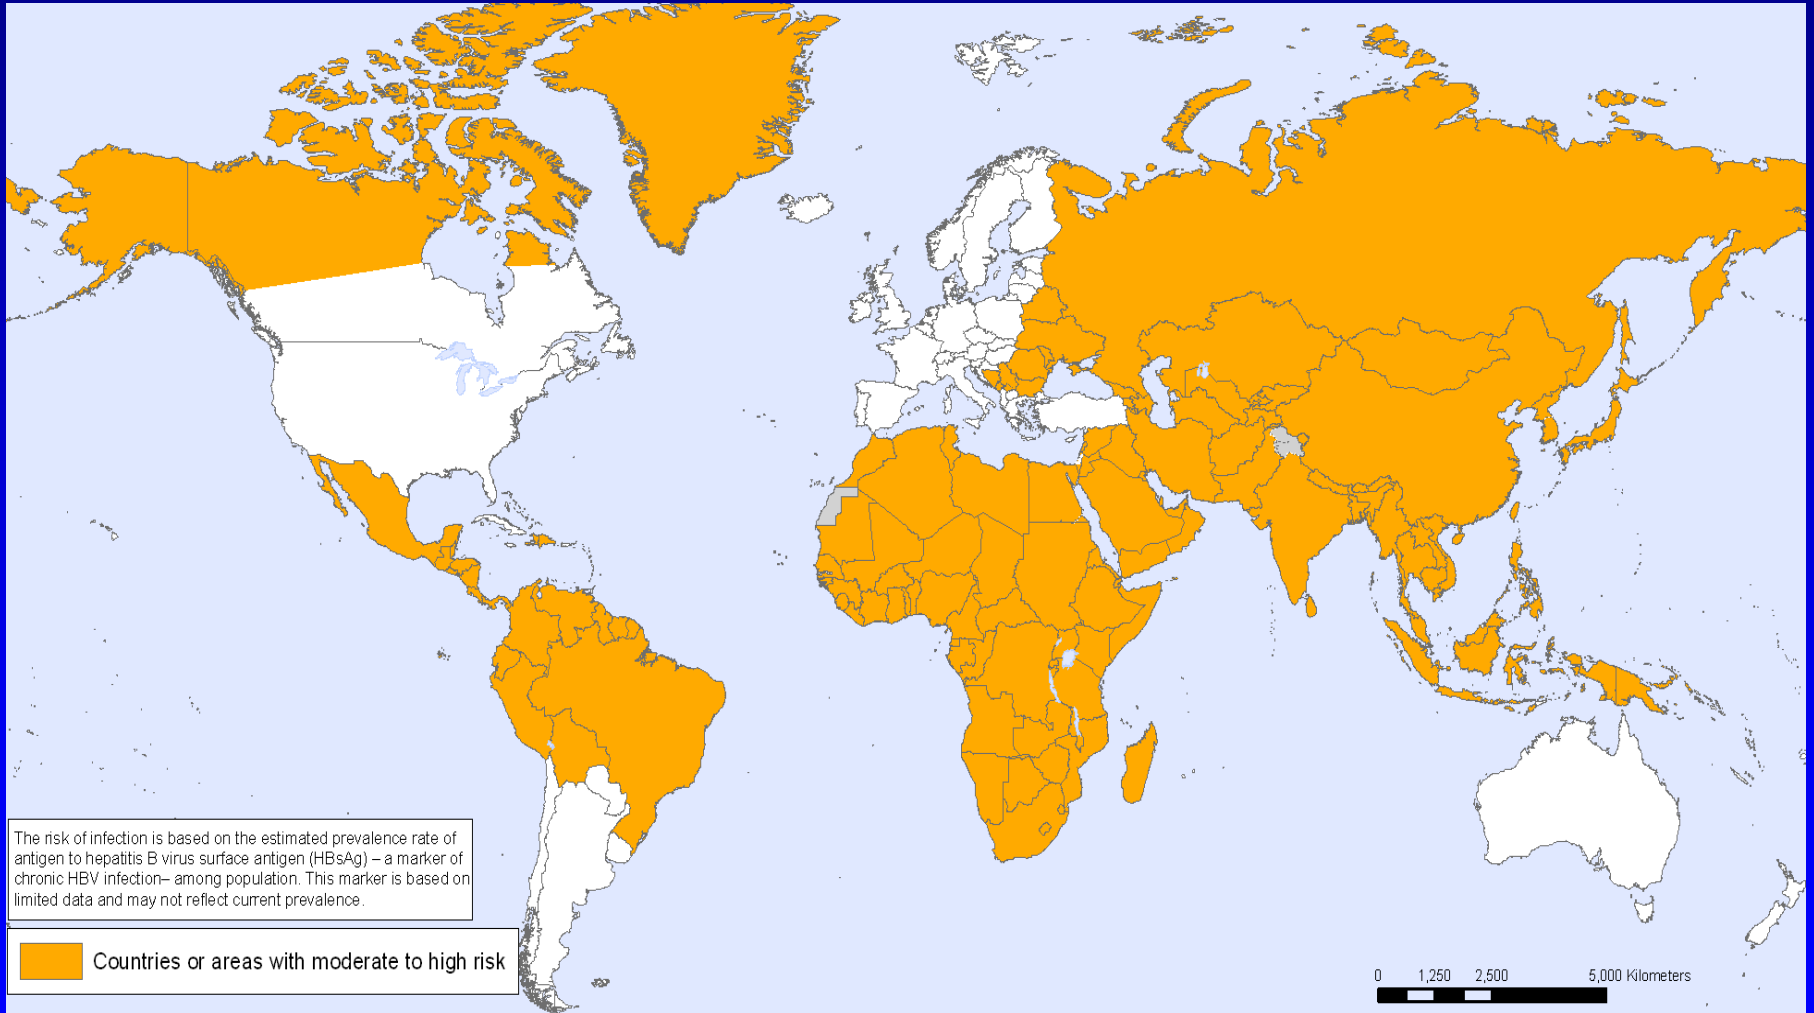 The risk of infection is based on the estimated prevalence rate of
antigen to hepatitis B virus surface antigen (HBsAg) – a marker of
chronic HBV infection– among population. This marker is based on
limited data and may not reflect current prevalence.
Countries or areas with moderate to high risk
0 1,250 2,500 5,000 Kilometers